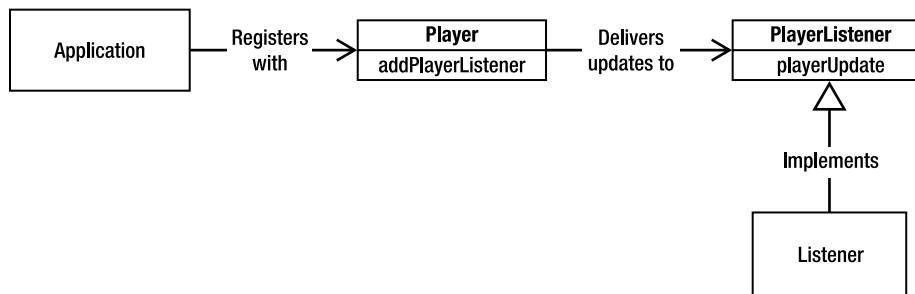 Application
Registers
with
Player
addPlayerListener
Delivers
updates to
PlayerListener
playerUpdate
Implements
Listener